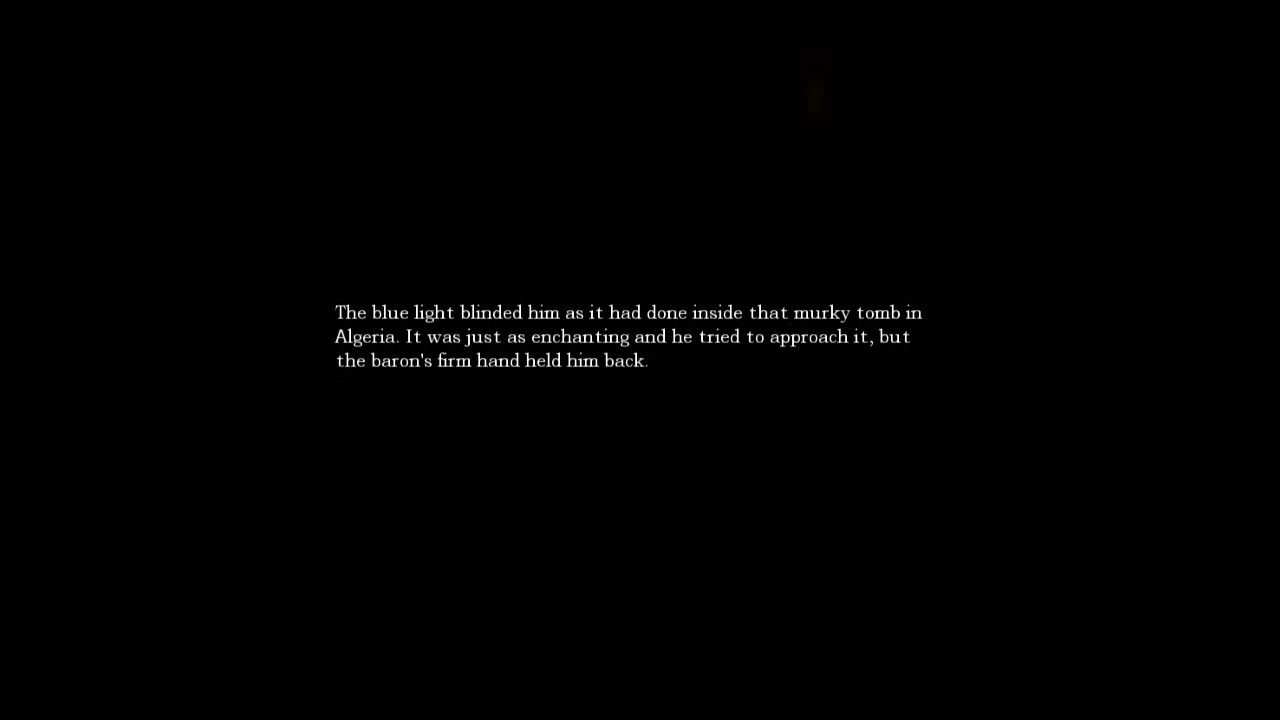 The blue light blinded him as it had done inside that murky tomb in
Algeria. It was just as enchanting and he tried to approach it, but
the baron's firm hand held him back.